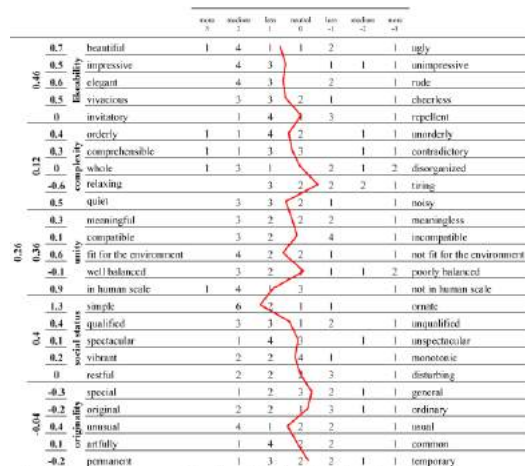 more medium less neutral less medium more
3 2 1 0 -1 -2 -3
0.7 beautiful 1 4 1 1 2 1 ugly
0.5 impressive 4 3 1 1 1 unimpressive
0.6 elegant 4 3 2 1 rude
0.5 vivacious 3 3 2 1 1 cheerless
0 invitatory 1 4 3 1 repellent
0.46 likeability
0.4 orderly 1 1 4 2 1 1 unorderly
0.3 comprehensible 1 1 3 3 1 1 contradictory
0 whole 1 3 1 2 1 2 disorganized
-0.6 relaxing 3 2 2 2 1 tiring
0.5 quiet 3 3 2 1 1 noisy
0.12 complexity
0.3 meaningful 3 2 2 2 1 meaningless
0.1 compatible 3 2 4 1 incompatible
0.6 fit for the environment 4 2 2 1 1 not fit for the environment
-0.1 well balanced 3 2 1 1 2 poorly balanced
0.9 in human scale 1 4 1 3 1 not in human scale
0.36 unity
0.26
1.3 simple 6 2 1 1 ornate
0.4 qualified 3 3 1 2 1 unqualified
0.1 spectacular 1 4 3 1 1 unspectacular
0.2 vibrant 2 2 4 1 1 monotonic
0 restful 2 2 2 3 1 disturbing
0.4 social status
-0.3 special 1 2 3 2 1 1 general
-0.2 original 2 2 1 3 1 1 ordinary
0.4 unusual 4 1 2 2 1 usual
0.1 artfully 1 4 2 2 1 common
-0.2 permanent 1 3 2 2 1 1 temporary
-0.04 originality